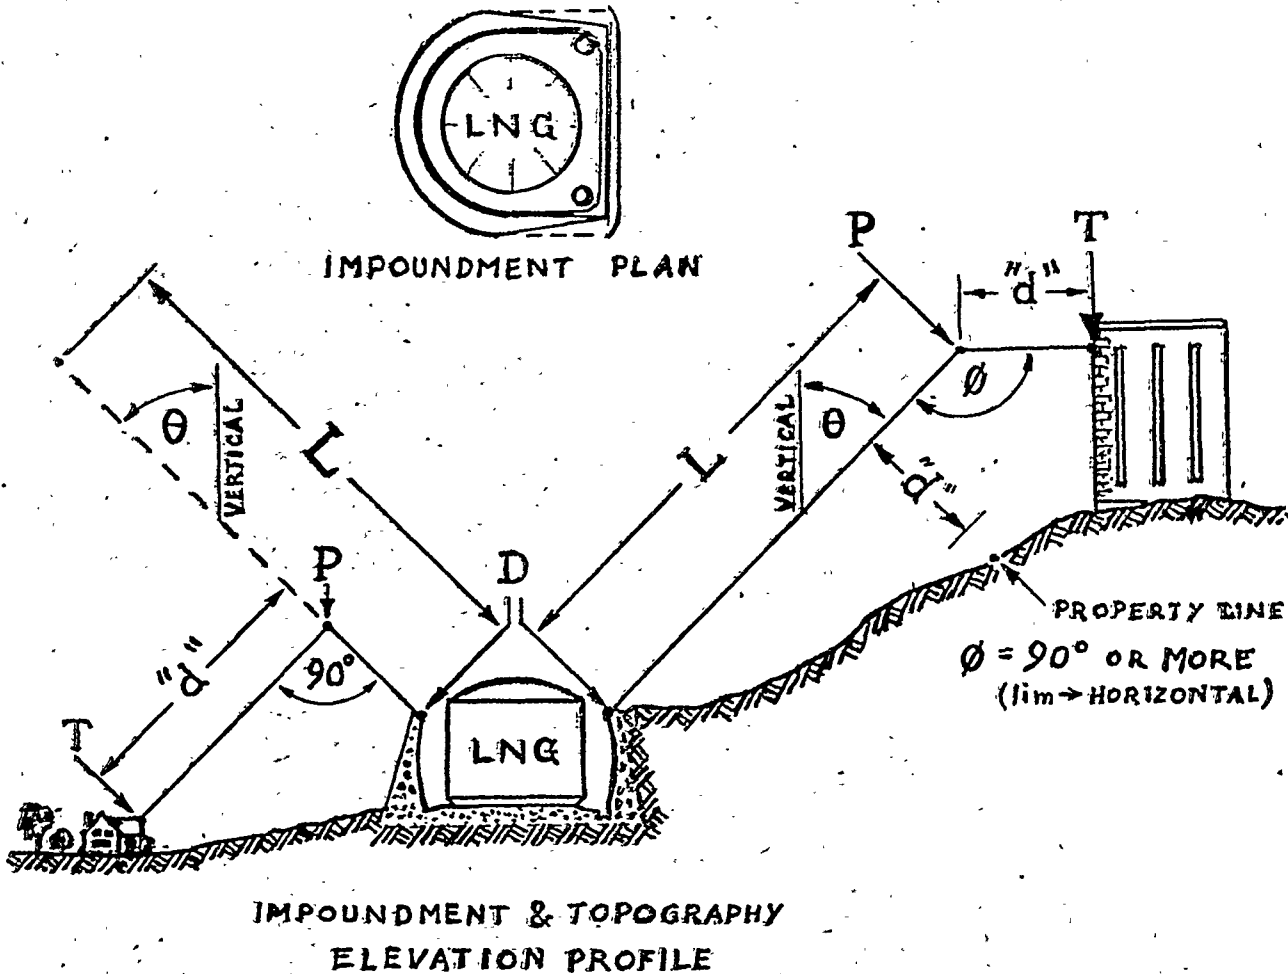 LNG
IMPOUNDMENT PLAN
P
T
"d"
θ
VERTICAL
L
L
VERTICAL
θ
ø
"d"
P
D
"d"
90°
T
LNG
PROPERTY LINE
ø = 90° OR MORE
(lim→HORIZONTAL)
IMPOUNDMENT & TOPOGRAPHY
ELEVATION PROFILE